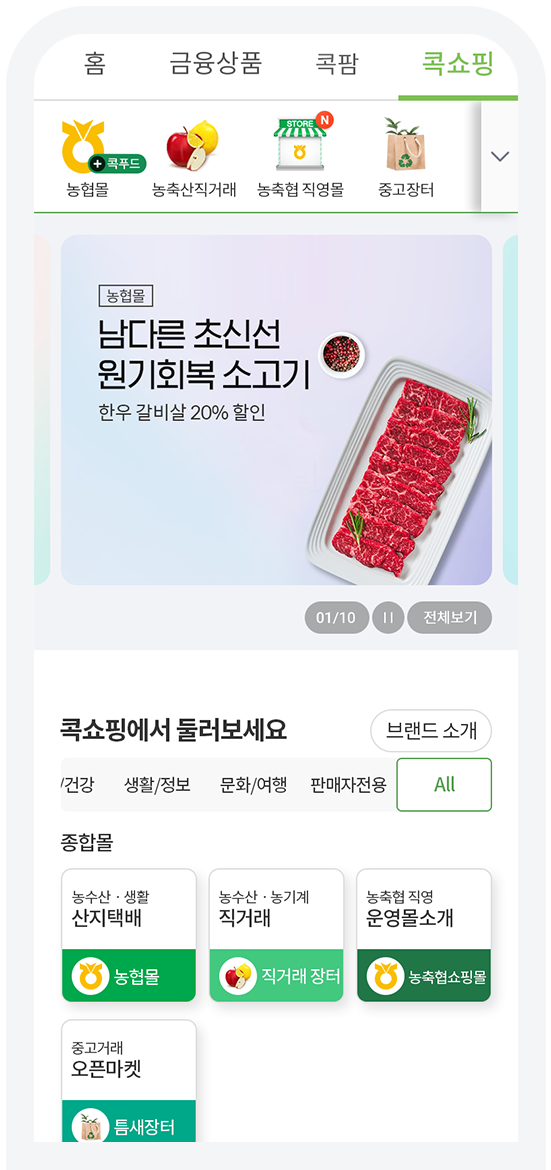 홈 금융상품 콕팜 콕쇼핑
STORE N
+ 콕푸드
농협몰 농축산직거래 농축협 직영몰 중고장터
농협몰
남다른 초신선
원기회복 소고기
한우 갈비살 20% 할인
01/10 전체보기
콕쇼핑에서 둘러보세요 브랜드 소개
/건강 생활/정보 문화/여행 판매자전용 All
종합몰
농수산 · 생활
산지택배
농협몰
농수산 · 농기계
직거래
직거래 장터
농축협 직영
운영몰소개
농축협쇼핑몰
중고거래
오픈마켓
틈새장터